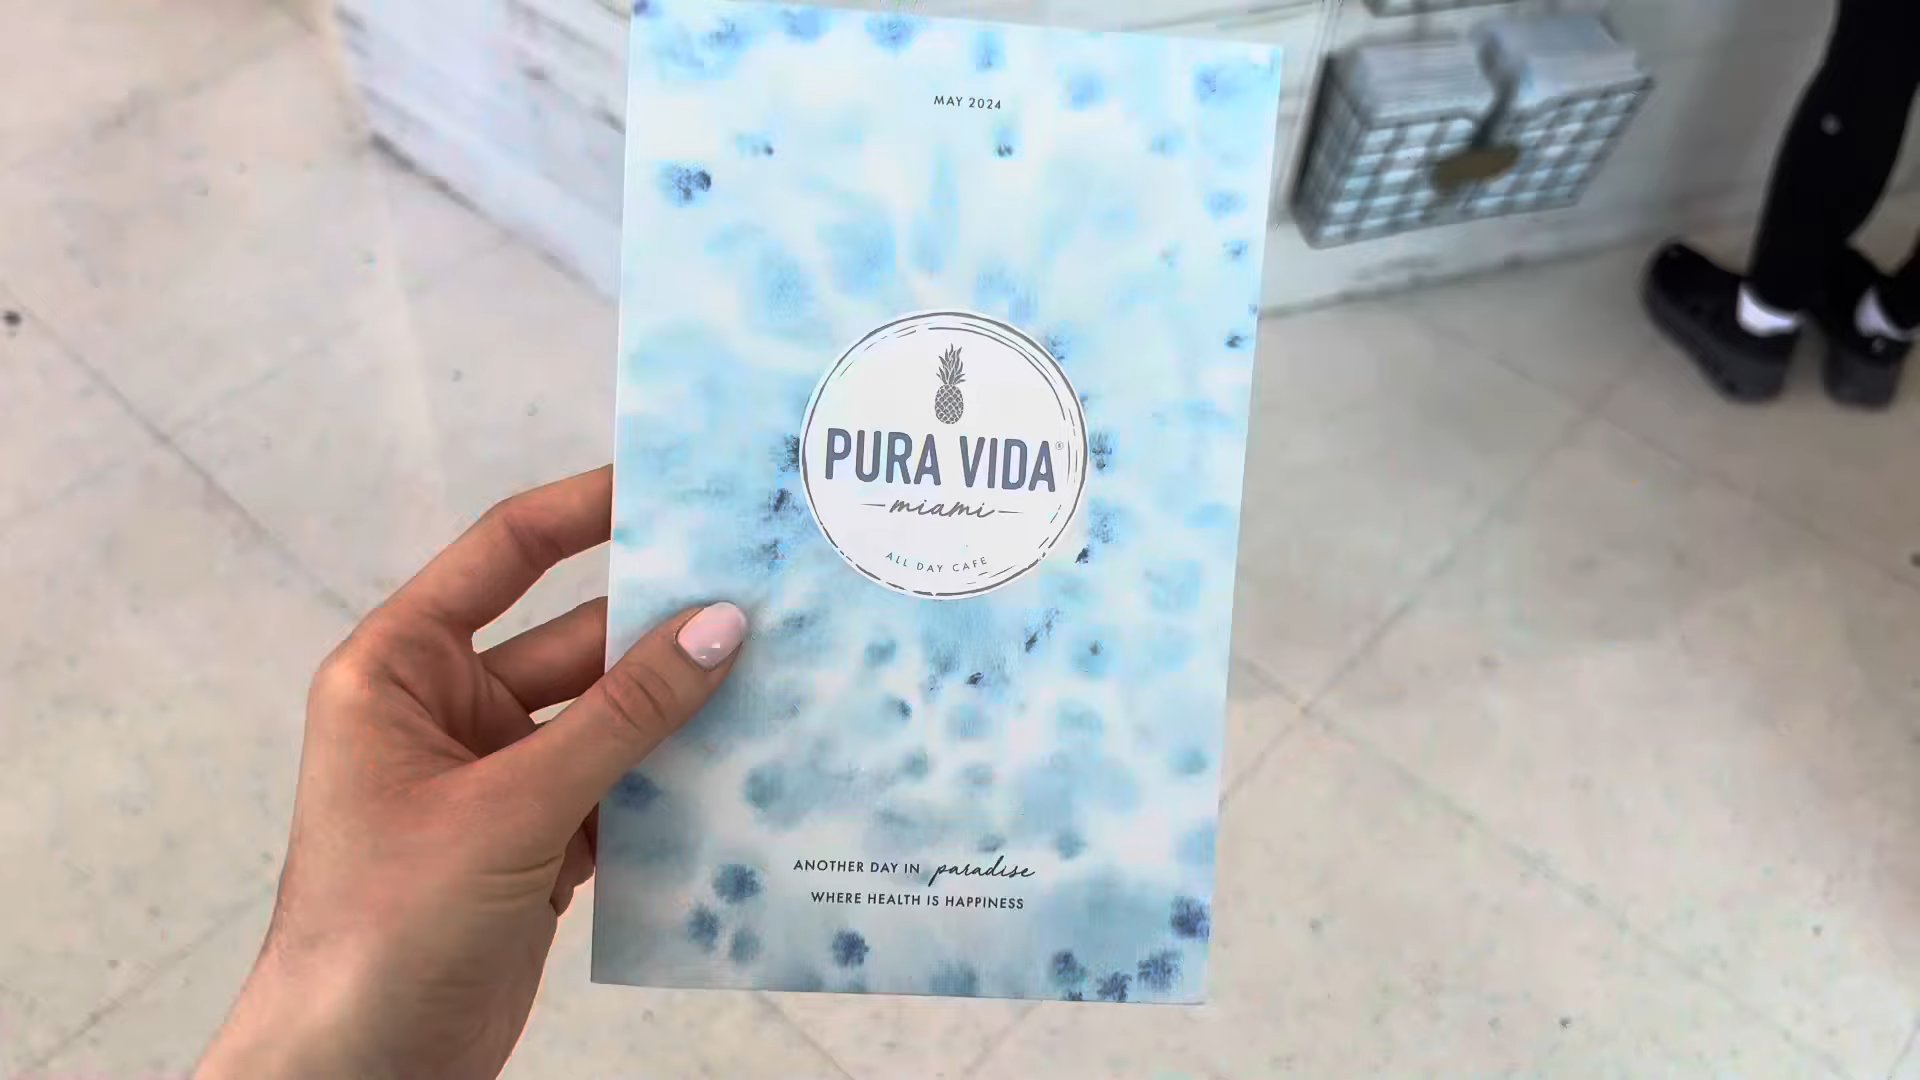 MAY 2024
PURA VIDA®
miami
ALL DAY CAFE
ANOTHER DAY IN paradise
WHERE HEALTH IS HAPPINESS